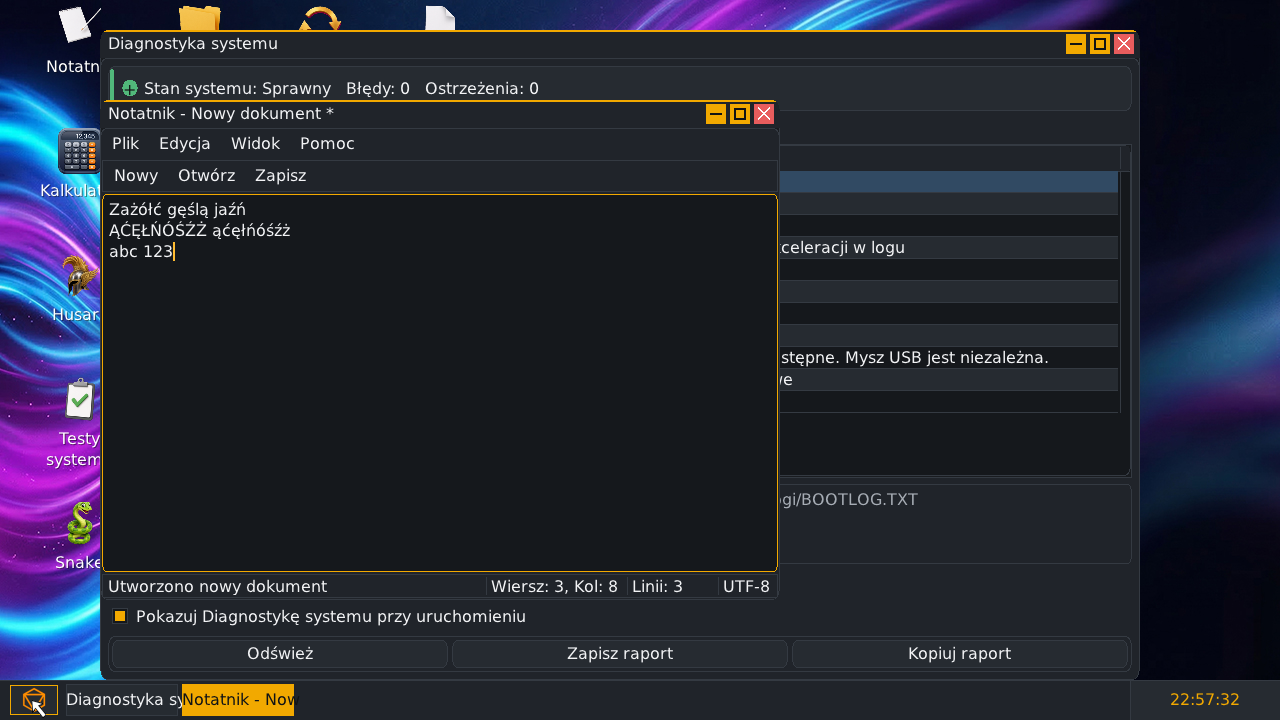 Notatn
Kalkula
Husar
Testy
system
Snake
Diagnostyka systemu
Stan systemu: Sprawny Błędy: 0 Ostrzeżenia: 0
Notatnik - Nowy dokument *
Plik Edycja Widok Pomoc
Nowy Otwórz Zapisz
Zażółć gęślą jaźń
ĄĆĘŁŃÓŚŹŻ ąćęłńóśźż
abc 123
celeracji w logu
stępne. Mysz USB jest niezależna.
we
gi/BOOTLOG.TXT
Utworzono nowy dokument Wiersz: 3, Kol: 8 Linii: 3 UTF-8
Pokazuj Diagnostykę systemu przy uruchomieniu
Odśwież Zapisz raport Kopiuj raport
Diagnostyka sy Notatnik - Now 22:57:32